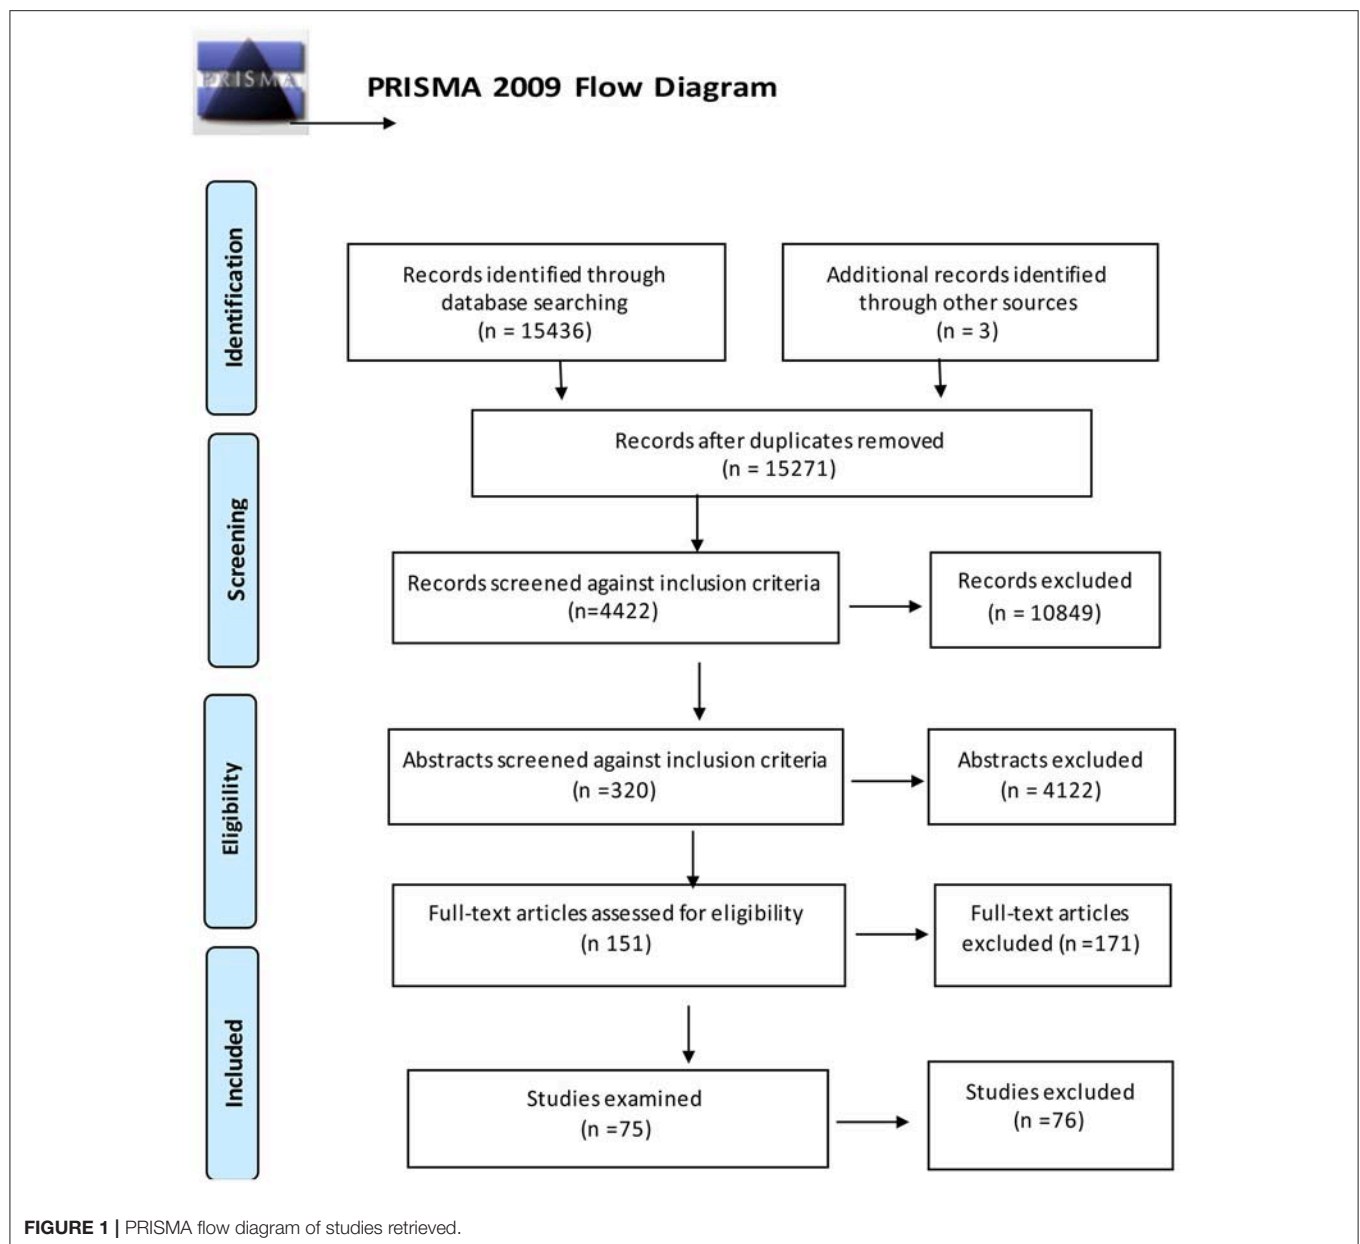 PRISMA
PRISMA 2009 Flow Diagram
Identification
Records identified through
database searching
(n = 15436)
Additional records identified
through other sources
(n = 3)
Records after duplicates removed
(n = 15271)
Screening
Records screened against inclusion criteria
(n=4422)
Records excluded
(n = 10849)
Eligibility
Abstracts screened against inclusion criteria
(n =320)
Abstracts excluded
(n = 4122)
Full-text articles assessed for eligibility
(n 151)
Full-text articles
excluded (n =171)
Included
Studies examined
(n =75)
Studies excluded
(n =76)
FIGURE 1 | PRISMA flow diagram of studies retrieved.